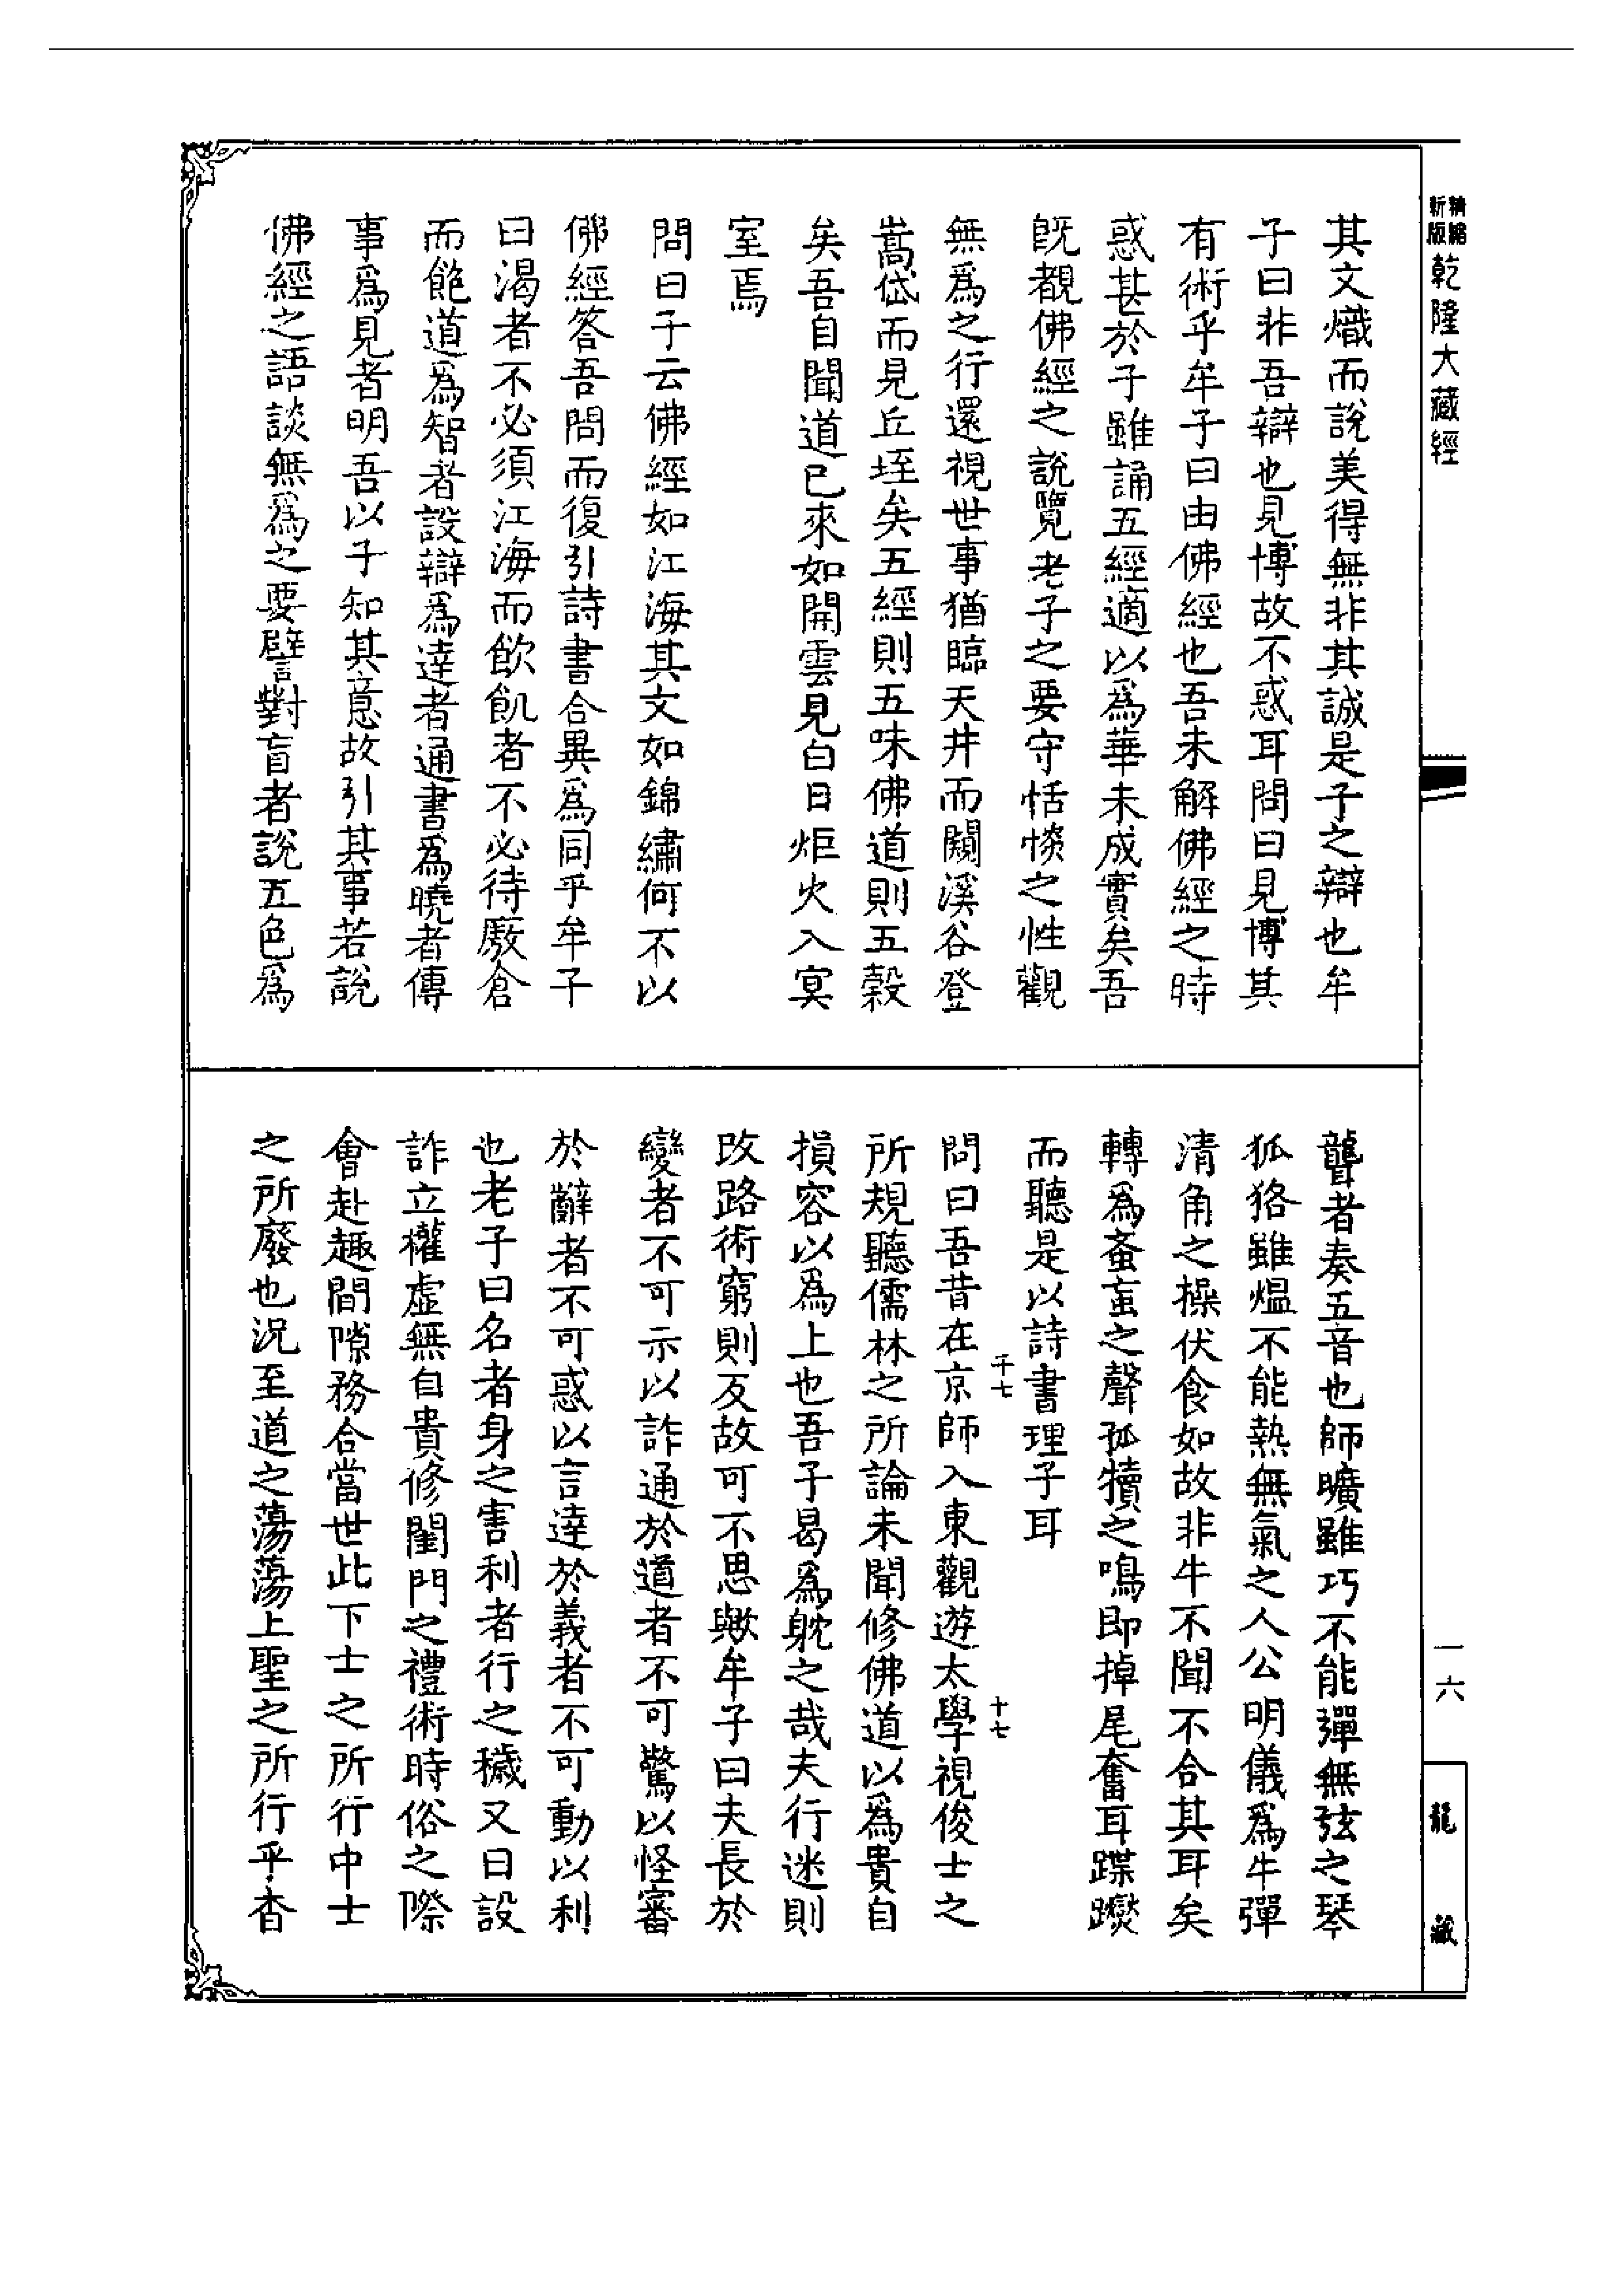 精縮
新版
乾隆大藏經
其文熾而說美得無非其誠是子之辯也牟
子曰非吾辯也見博故不惑耳問曰見博其
有術乎牟子曰由佛經也吾未解佛經之時
惑甚於子雖誦五經適以爲華未成實矣吾
既覩佛經之說覽老子之要守恬惔之性觀
無爲之行還視世事猶臨天井而闚溪谷登
嵩岱而見丘垤矣五經則五味佛道則五穀
矣吾自聞道已來如開雲見白日炬火入冥
室焉
問曰子云佛經如江海其文如錦繡何不以
佛經答吾問而復引詩書合異爲同乎牟子
曰渴者不必須江海而飲飢者不必待廒倉
而飽道爲智者設辯爲達者通書爲曉者傳
事爲見者明吾以子知其意故引其事若說
佛經之語談無爲之要譬對盲者說五色爲
聾者奏五音也師曠雖巧不能彈無弦之琴
狐狢雖熅不能熱無氣之人公明儀爲牛彈
清角之操伏食如故非牛不聞不合其耳矣
轉爲蚉䖟之聲孤犢之鳴即掉尾奮耳蹀躞
而聽是以詩書理子耳
千七
十七
問曰吾昔在京師入東觀遊太學視俊士之
所規聽儒林之所論未聞修佛道以爲貴自
損容以爲上也吾子曷爲躭之哉夫行迷則
改路術窮則反故可不思歟牟子曰夫長於
變者不可示以詐通於道者不可驚以怪審
於辭者不可惑以言達於義者不可動以利
也老子曰名者身之害利者行之穢又曰設
詐立權虛無自貴修閨門之禮術時俗之際
會赴趣間隙務合當世此下士之所行中士
之所廢也況至道之蕩蕩上聖之所行乎杳
一六
龍藏